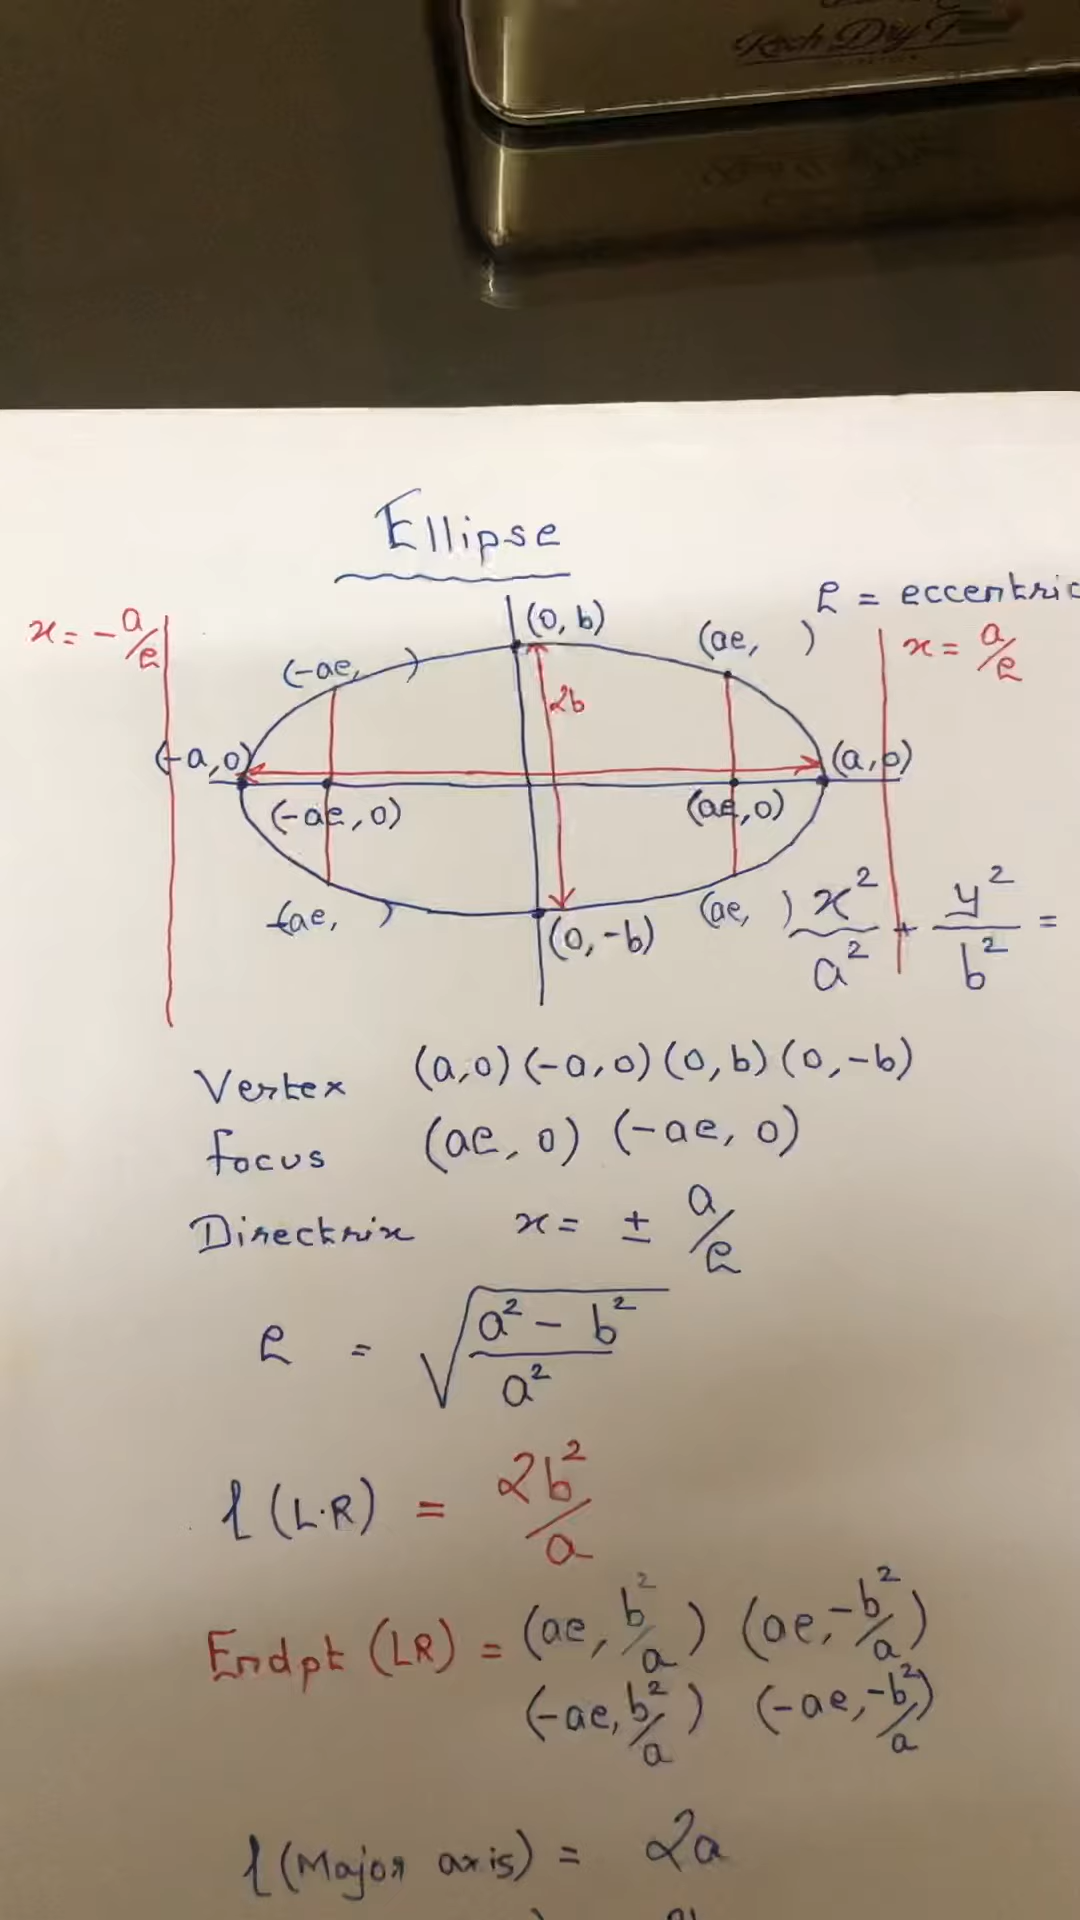 Ellipse
e = eccentric
x = -a/e
(0, b)
(ae, )
x = a/e
(-ae, )
2b
(-a,0)
(a,0)
(-ae,0)
(ae,0)
(-ae, )
(ae, )
(0,-b)
x²/a² + y²/b² =
Vertex (a,0) (-a,0) (0,b) (0,-b)
focus (ae, 0) (-ae, 0)
Directrix x = ± a/e
e = √((a² - b²)/a²)
l (L.R) = 2b²/a
Endpt (LR) = (ae, b²/a) (ae, -b²/a)
(-ae, b²/a) (-ae, -b²/a)
l (Major axis) = 2a